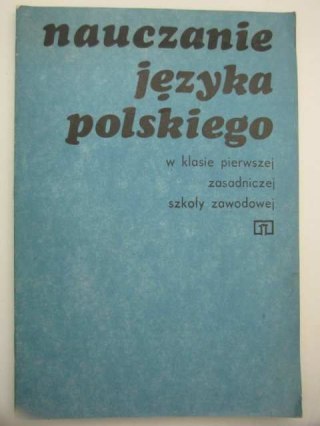 nauczanie
języka
polskiego
w klasie pierwszej
zasadniczej
szkoły zawodowej